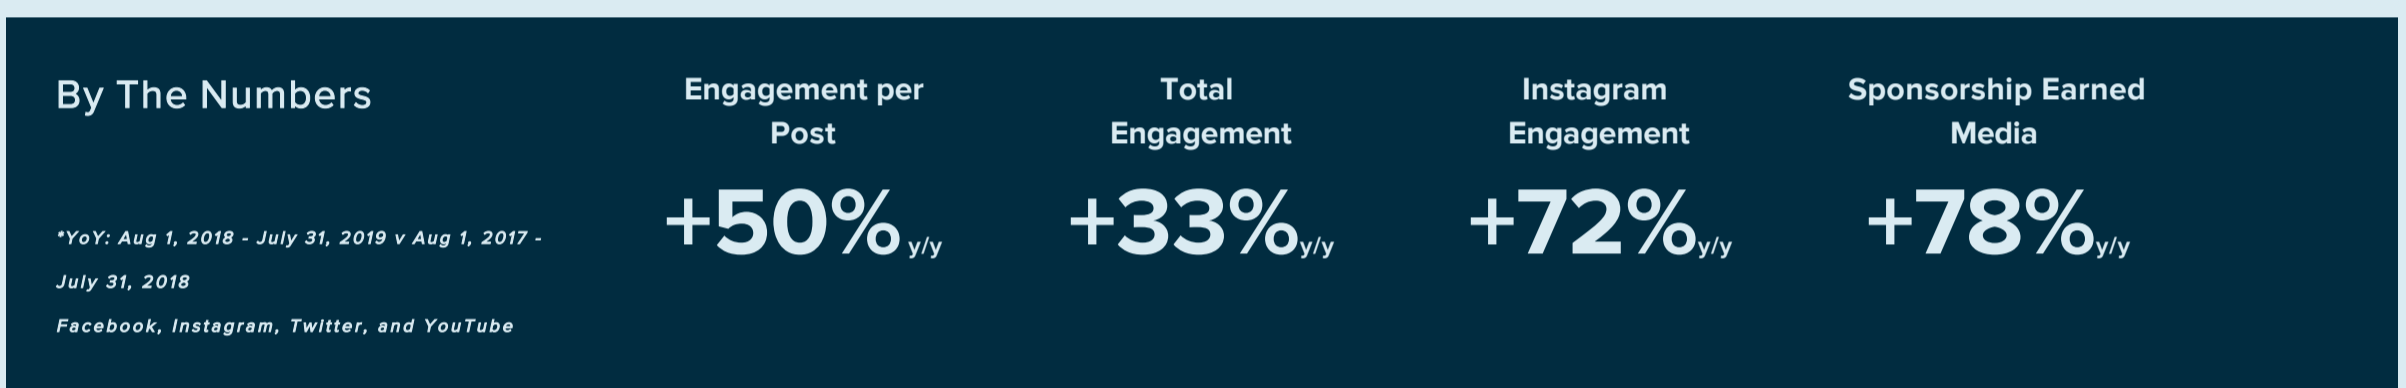 By The Numbers
*YoY: Aug 1, 2018 - July 31, 2019 v Aug 1, 2017 -
July 31, 2018
Facebook, Instagram, Twitter, and YouTube
Engagement per
Post
+50% y/y
Total
Engagement
+33%y/y
Instagram
Engagement
+72%y/y
Sponsorship Earned
Media
+78%y/y